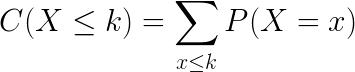 C(X ≤ k) = ∑_{x≤k} P(X = x)